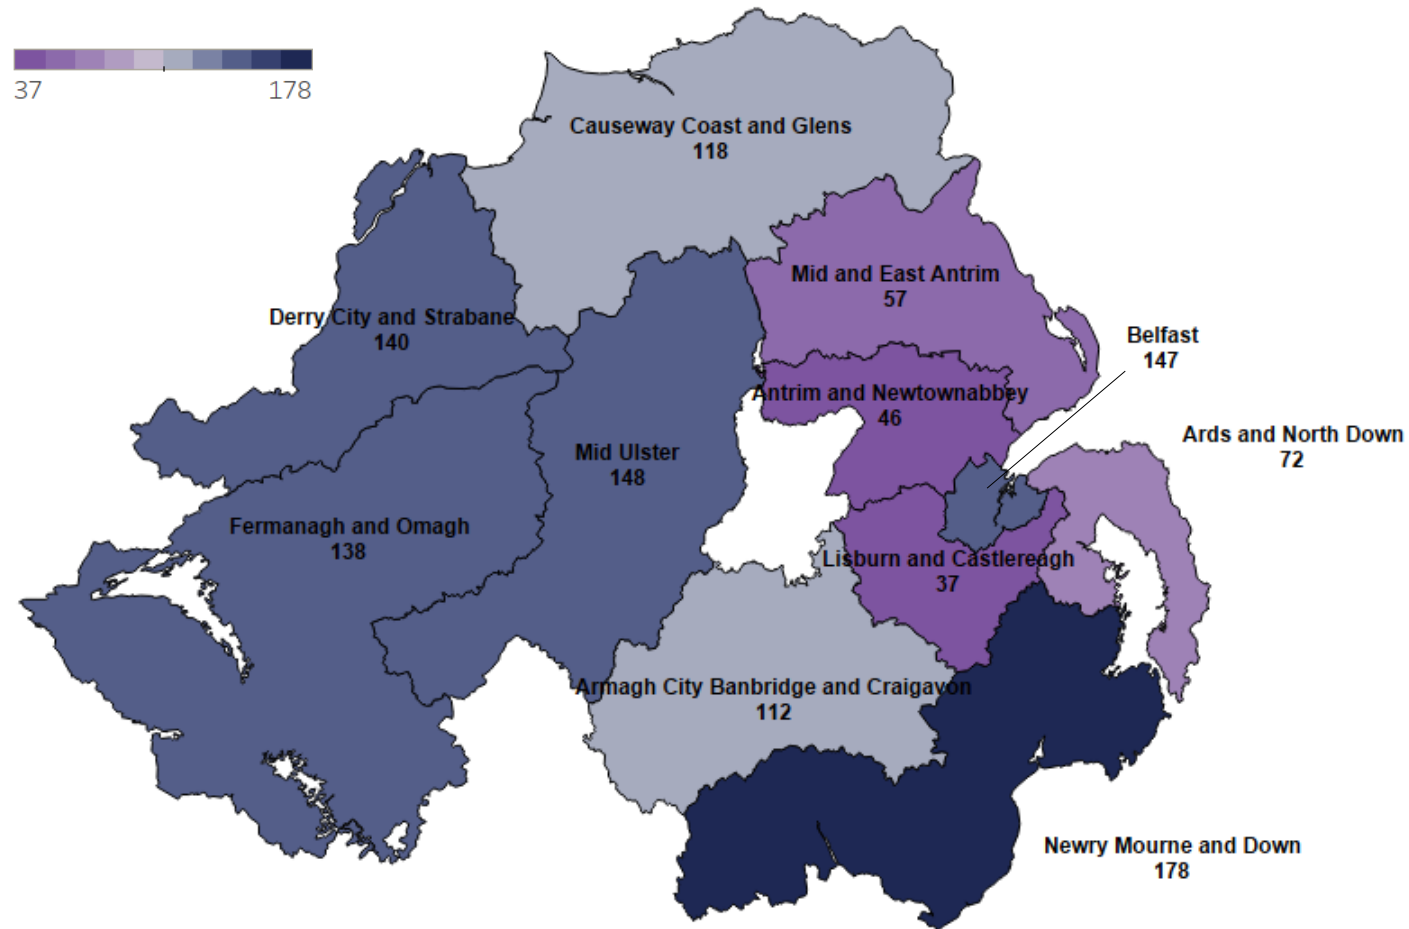 37
178
Causeway Coast and Glens
118
Mid and East Antrim
57
Derry City and Strabane
140
Belfast
147
Antrim and Newtownabbey
46
Ards and North Down
72
Mid Ulster
148
Fermanagh and Omagh
138
Lisburn and Castlereagh
37
Armagh City Banbridge and Craigavon
112
Newry Mourne and Down
178